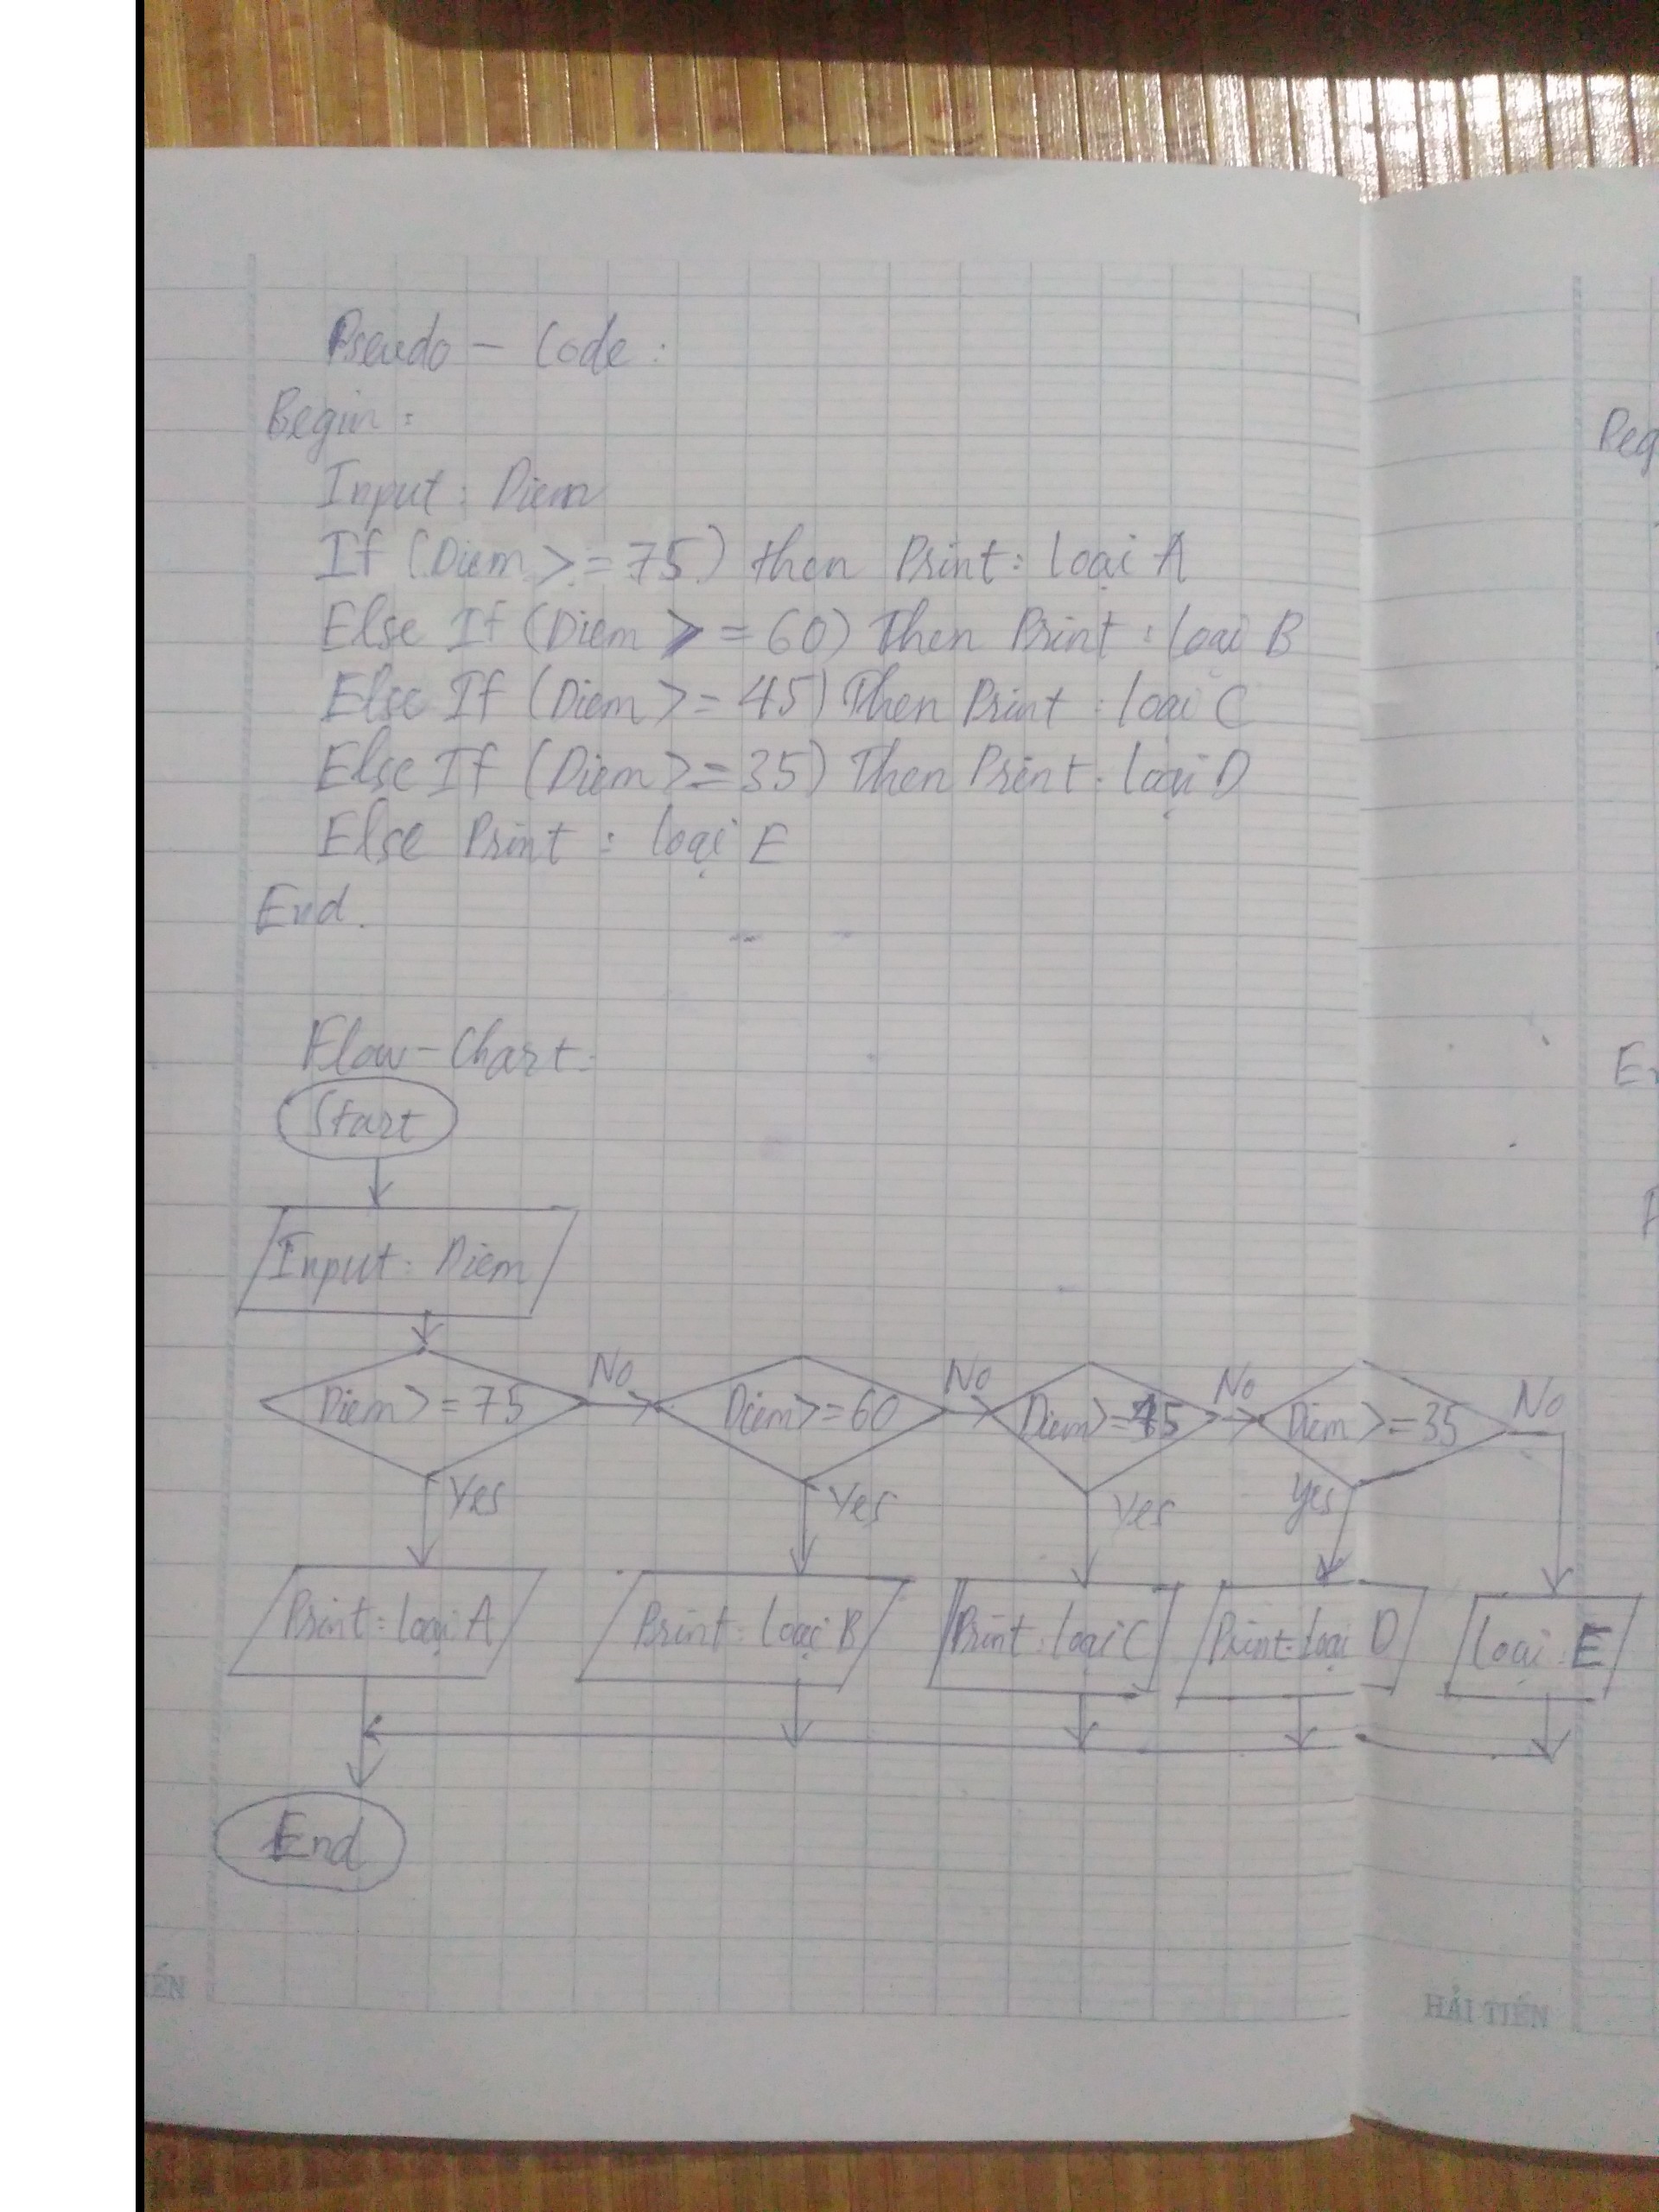 Pseudo - Code :
Begin :
Input : Diem
If (Diem >= 75) then Print : loại A
Else If (Diem >= 60) Then Print : loại B
Else If (Diem >= 45) Then Print : loại C
Else If (Diem >= 35) Then Print : loại D
Else Print : loại E
End.
Flow-Chart :
Start
Input : Diem
Diem >= 75 No Diem >= 60 No Diem >= 45 No Diem >= 35 No
Yes Yes Yes Yes
Print : loại A Print : loại B Print : loại C Print : loại D loại E
End
HẢI TIẾN